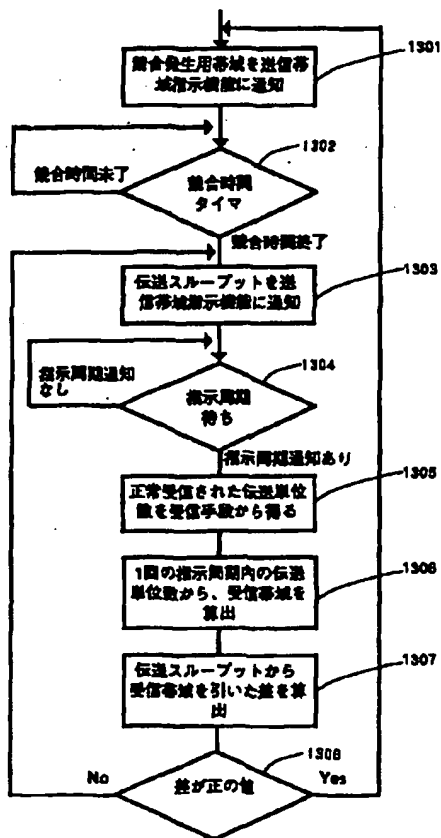 1301
競合発生用帯域を送信帯
域指示機能に通知
1302
競合時間未了
競合時間
タイマ
競合時間終了
1303
伝送スループットを送
信帯域指示機能に通知
1304
指示周期通知
なし
指示周期
待ち
指示周期通知あり
1305
正常受信された伝送単位
数を受信手段から得る
1306
1回の指示周期内の伝送
単位数から、受信帯域を
算出
1307
伝送スループットから
受信帯域を引いた差を算
出
1308
No
差が正の値
Yes